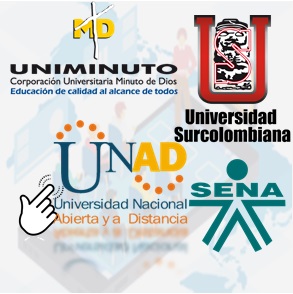 MD
UNIMINUTO
Corporación Universitaria Minuto de Dios
Educación de calidad al alcance de todos
Universidad
Surcolombiana
UNAD
Universidad Nacional
Abierta y a Distancia
SENA